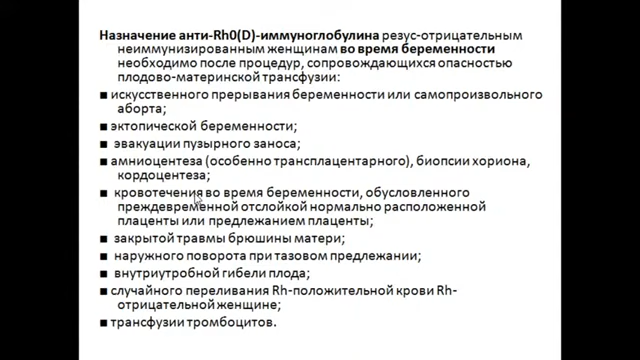 Назначение анти-Rh0(D)-иммуноглобулина резус-отрицательным
неиммунизированным женщинам во время беременности
необходимо после процедур, сопровождающихся опасностью
плодово-материнской трансфузии:
■ искусственного прерывания беременности или самопроизвольного
аборта;
■ эктопической беременности;
■ эвакуации пузырного заноса;
■ амниоцентеза (особенно трансплацентарного), биопсии хориона,
кордоцентеза;
■ кровотечения во время беременности, обусловленного
преждевременной отслойкой нормально расположенной
плаценты или предлежанием плаценты;
■ закрытой травмы брюшины матери;
■ наружного поворота при тазовом предлежании;
■ внутриутробной гибели плода;
■ случайного переливания Rh-положительной крови Rh-
отрицательной женщине;
■ трансфузии тромбоцитов.